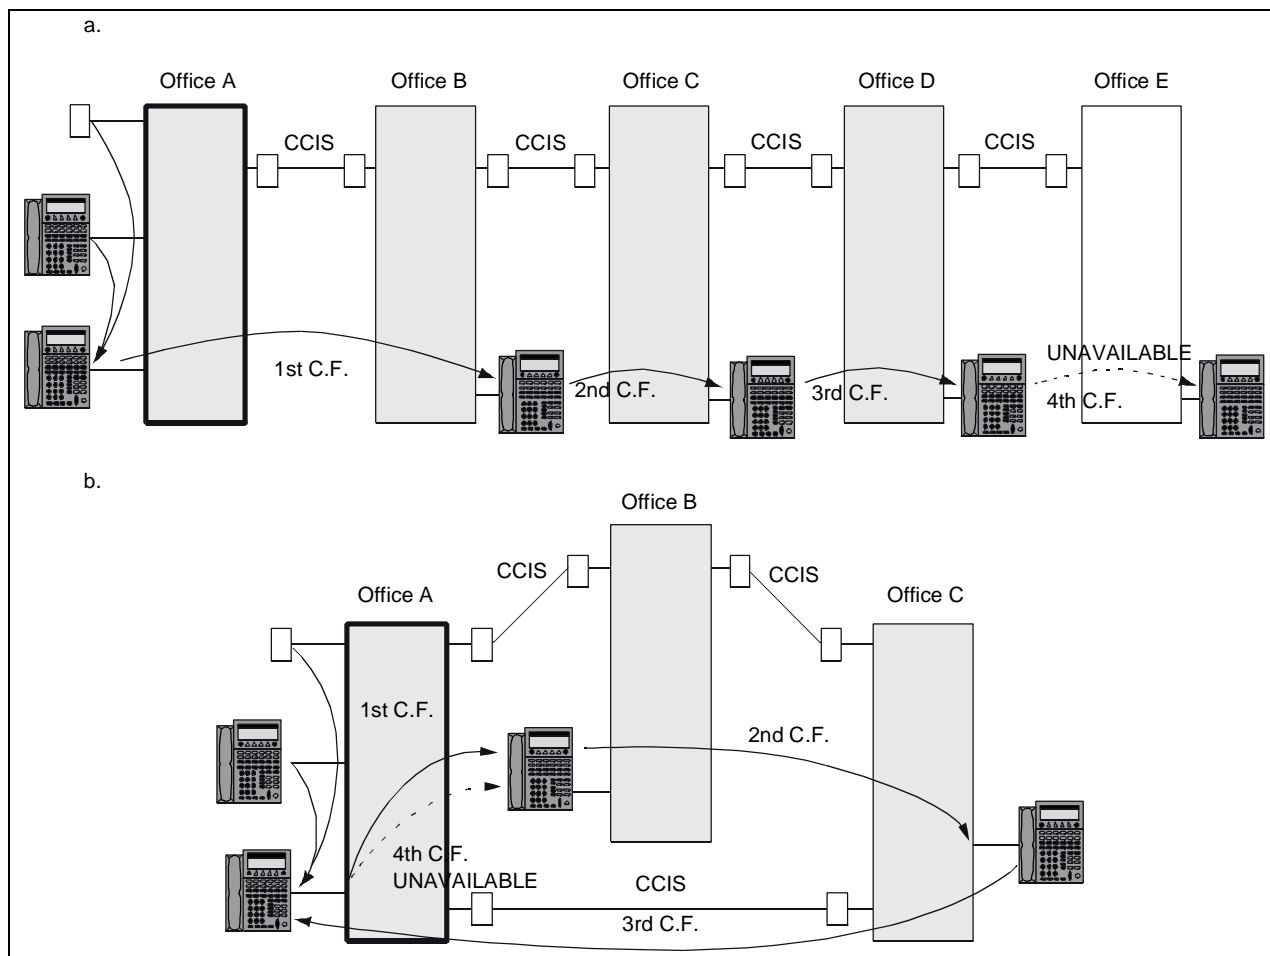 a.
Office A
Office B
Office C
Office D
Office E
CCIS
CCIS
CCIS
CCIS
1st C.F.
2nd C.F.
3rd C.F.
UNAVAILABLE
4th C.F.
b.
Office B
CCIS
CCIS
Office A
Office C
1st C.F.
2nd C.F.
4th C.F.
UNAVAILABLE
CCIS
3rd C.F.